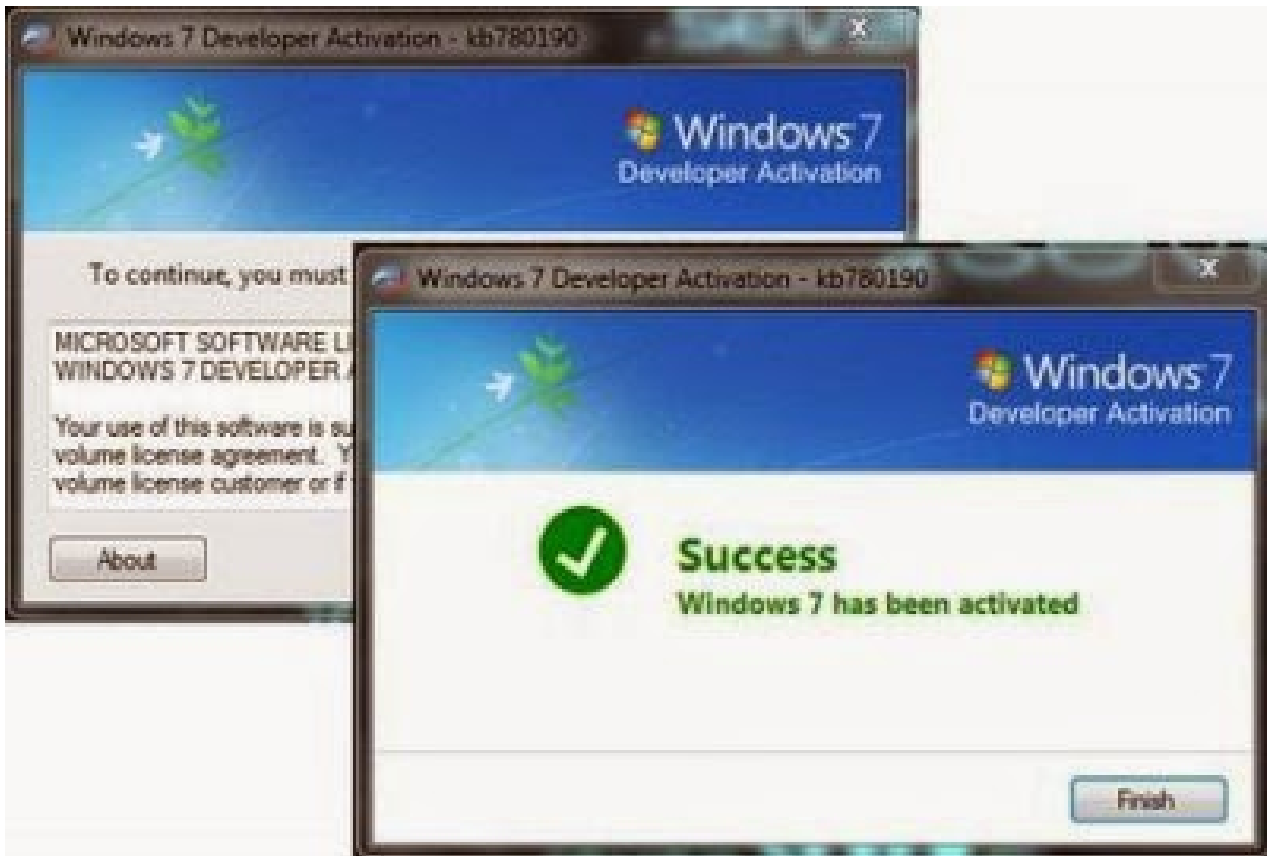 Windows 7 Developer Activation - kb780190
Windows 7
Developer Activation
To continue, you must
MICROSOFT SOFTWARE LI
WINDOWS 7 DEVELOPER A
Your use of this software is su
volume license agreement. Y
volume license customer or if
About
Windows 7 Developer Activation - kb780190
Windows 7
Developer Activation
Success
Windows 7 has been activated
Finish